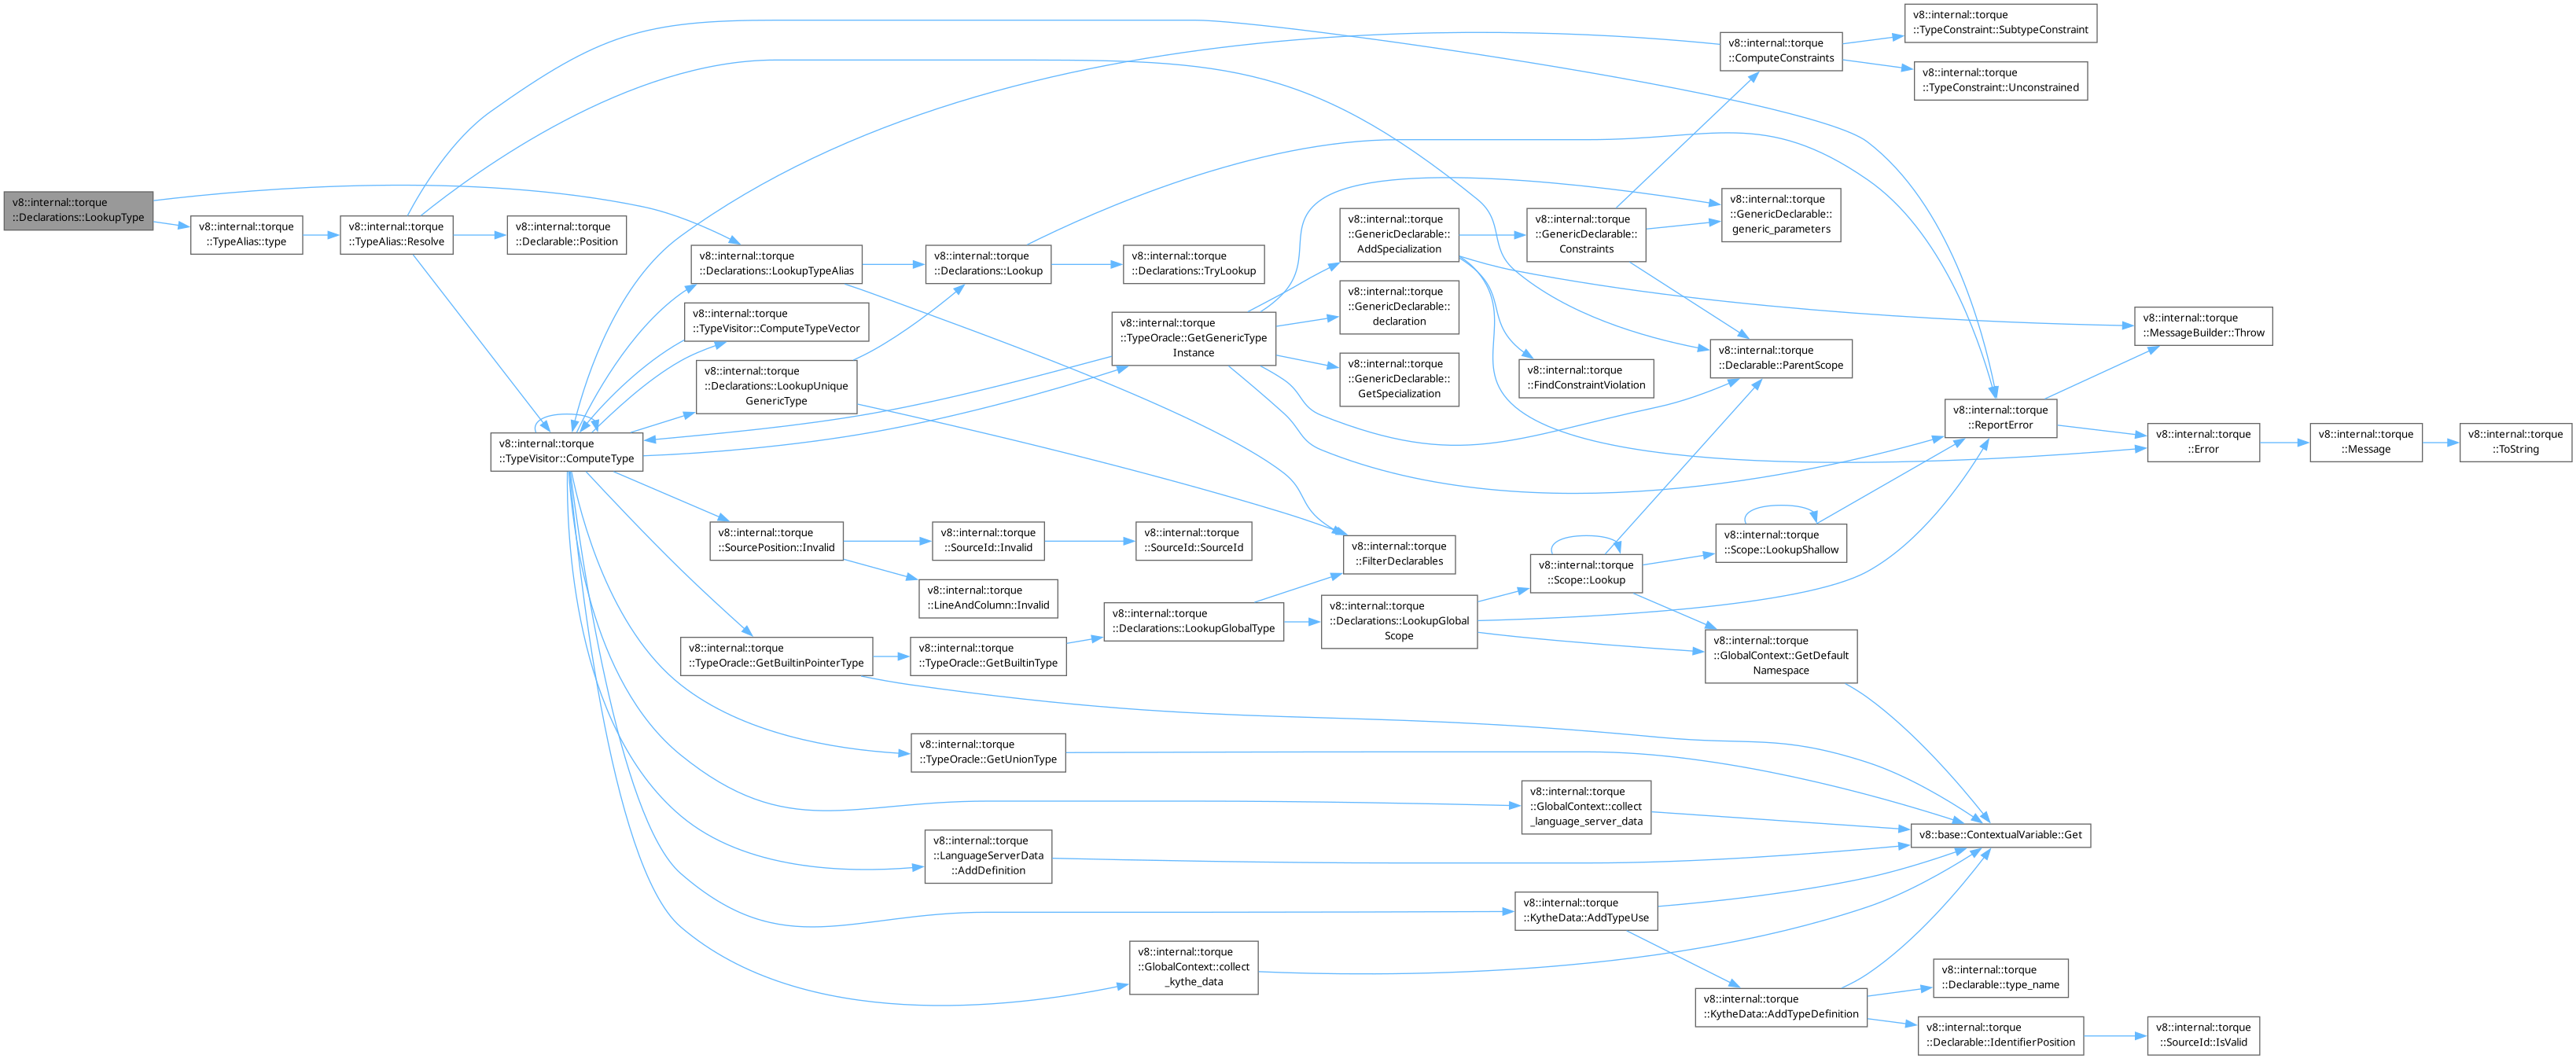 v8::internal::torque
::Declarations::LookupType
v8::internal::torque
::TypeAlias::type
v8::internal::torque
::TypeAlias::Resolve
v8::internal::torque
::Declarable::Position
v8::internal::torque
::TypeVisitor::ComputeType
v8::internal::torque
::Declarations::LookupTypeAlias
v8::internal::torque
::TypeVisitor::ComputeTypeVector
v8::internal::torque
::Declarations::LookupUnique
GenericType
v8::internal::torque
::SourcePosition::Invalid
v8::internal::torque
::TypeOracle::GetBuiltinPointerType
v8::internal::torque
::Declarations::Lookup
v8::internal::torque
::SourceId::Invalid
v8::internal::torque
::LineAndColumn::Invalid
v8::internal::torque
::TypeOracle::GetBuiltinType
v8::internal::torque
::TypeOracle::GetUnionType
v8::internal::torque
::LanguageServerData
::AddDefinition
v8::internal::torque
::Declarations::TryLookup
v8::internal::torque
::TypeOracle::GetGenericType
Instance
v8::internal::torque
::SourceId::SourceId
v8::internal::torque
::Declarations::LookupGlobalType
v8::internal::torque
::GlobalContext::collect
_kythe_data
v8::internal::torque
::GenericDeclarable::
AddSpecialization
v8::internal::torque
::GenericDeclarable::
declaration
v8::internal::torque
::GenericDeclarable::
GetSpecialization
v8::internal::torque
::FilterDeclarables
v8::internal::torque
::Declarations::LookupGlobal
Scope
v8::internal::torque
::GenericDeclarable::
Constraints
v8::internal::torque
::FindConstraintViolation
v8::internal::torque
::Scope::Lookup
v8::internal::torque
::GlobalContext::collect
_language_server_data
v8::internal::torque
::KytheData::AddTypeUse
v8::internal::torque
::ComputeConstraints
v8::internal::torque
::GenericDeclarable::
generic_parameters
v8::internal::torque
::Declarable::ParentScope
v8::internal::torque
::Scope::LookupShallow
v8::internal::torque
::GlobalContext::GetDefault
Namespace
v8::internal::torque
::KytheData::AddTypeDefinition
v8::internal::torque
::TypeConstraint::SubtypeConstraint
v8::internal::torque
::TypeConstraint::Unconstrained
v8::internal::torque
::ReportError
v8::base::ContextualVariable::Get
v8::internal::torque
::Declarable::type_name
v8::internal::torque
::Declarable::IdentifierPosition
v8::internal::torque
::MessageBuilder::Throw
v8::internal::torque
::Error
v8::internal::torque
::SourceId::IsValid
v8::internal::torque
::Message
v8::internal::torque
::ToString